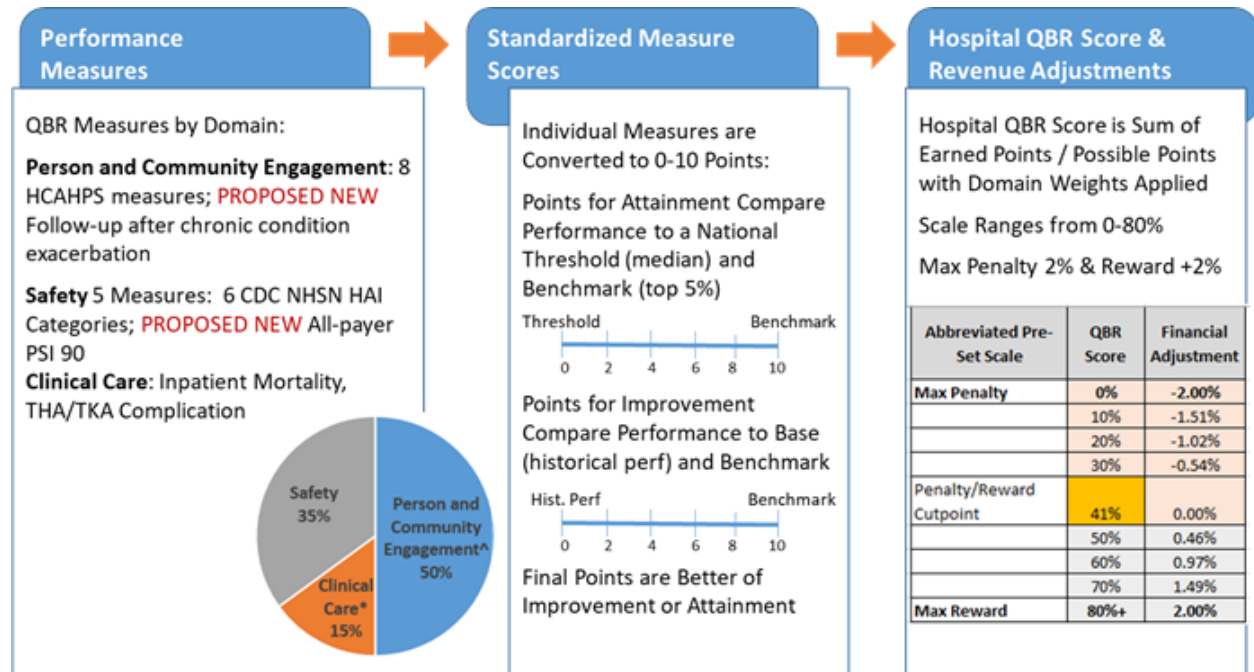 Performance
Measures
QBR Measures by Domain:
Person and Community Engagement: 8
HCAHPS measures; PROPOSED NEW
Follow-up after chronic condition
exacerbation
Safety 5 Measures:  6 CDC NHSN HAI
Categories; PROPOSED NEW All-payer
PSI 90
Clinical Care: Inpatient Mortality,
THA/TKA Complication
Safety
35%
Person and
Community
Engagement^
50%
Clinical
Care*
15%
Standardized Measure
Scores
Individual Measures are
Converted to 0-10 Points:
Points for Attainment Compare
Performance to a National
Threshold (median) and
Benchmark (top 5%)
Threshold Benchmark
0 2 4 6 8 10
Points for Improvement
Compare Performance to Base
(historical perf) and Benchmark
Hist. Perf Benchmark
0 2 4 6 8 10
Final Points are Better of
Improvement or Attainment
Hospital QBR Score &
Revenue Adjustments
Hospital QBR Score is Sum of
Earned Points / Possible Points
with Domain Weights Applied
Scale Ranges from 0-80%
Max Penalty 2% & Reward +2%
Abbreviated Pre-
Set Scale
QBR
Score
Financial
Adjustment
Max Penalty 0% -2.00%
10% -1.51%
20% -1.02%
30% -0.54%
Penalty/Reward
Cutpoint 41% 0.00%
50% 0.46%
60% 0.97%
70% 1.49%
Max Reward 80%+ 2.00%